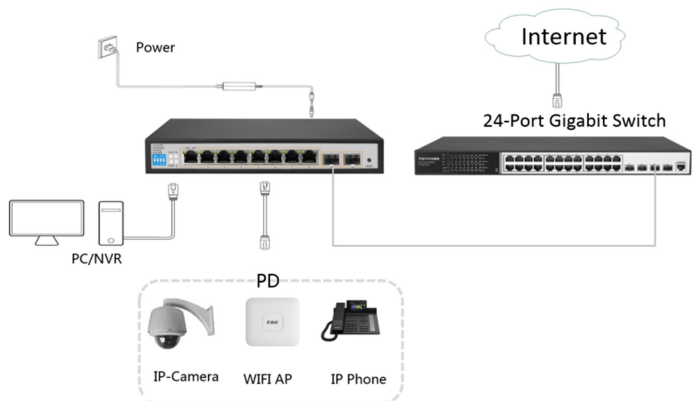 Power
Internet
24-Port Gigabit Switch
PC/NVR
PD
IP-Camera
WIFI AP
IP Phone